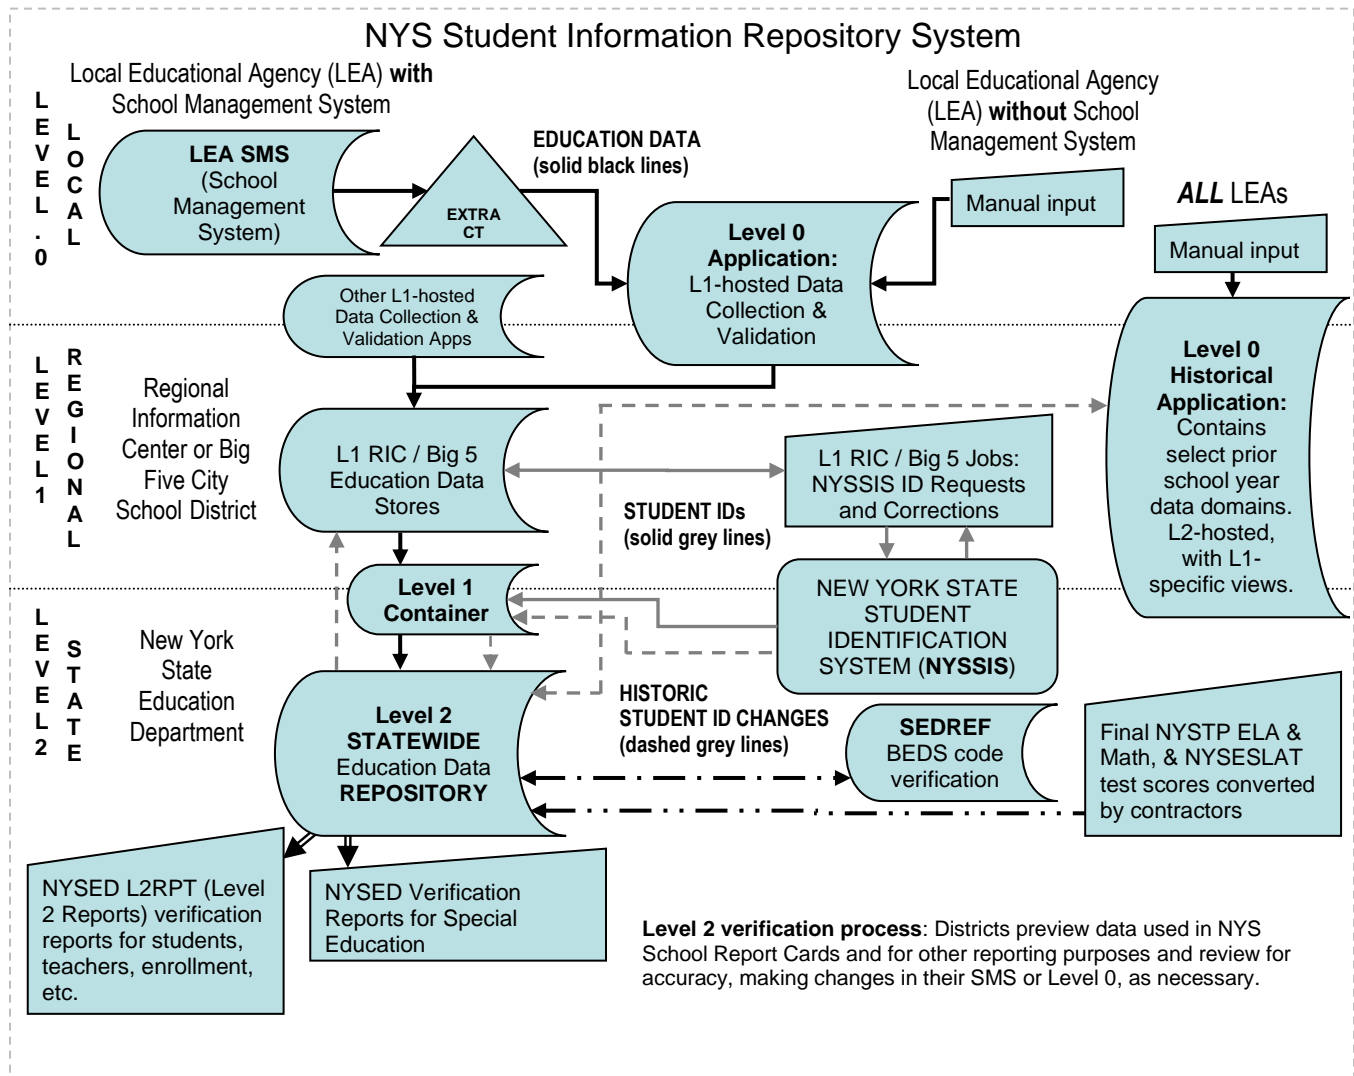 NYS Student Information Repository System
Local Educational Agency (LEA) with
School Management System
Local Educational Agency
(LEA) without School
Management System
LEVEL.0
LOCAL
LEA SMS
(School
Management
System)
EXTRA
CT
EDUCATION DATA
(solid black lines)
Manual input
ALL LEAs
Manual input
Level 0
Application:
L1-hosted Data
Collection &
Validation
Other L1-hosted
Data Collection &
Validation Apps
LEVEL1
REGIONAL
Regional
Information
Center or Big
Five City
School District
L1 RIC / Big 5
Education Data
Stores
STUDENT IDs
(solid grey lines)
L1 RIC / Big 5 Jobs:
NYSSIS ID Requests
and Corrections
Level 0
Historical
Application:
Contains
select prior
school year
data domains.
L2-hosted,
with L1-
specific views.
Level 1
Container
NEW YORK STATE
STUDENT
IDENTIFICATION
SYSTEM (NYSSIS)
LEVEL2
STATE
New York
State
Education
Department
Level 2
STATEWIDE
Education Data
REPOSITORY
HISTORIC
STUDENT ID CHANGES
(dashed grey lines)
SEDREF
BEDS code
verification
Final NYSTP ELA &
Math, & NYSESLAT
test scores converted
by contractors
NYSED L2RPT (Level
2 Reports) verification
reports for students,
teachers, enrollment,
etc.
NYSED Verification
Reports for Special
Education
Level 2 verification process: Districts preview data used in NYS
School Report Cards and for other reporting purposes and review for
accuracy, making changes in their SMS or Level 0, as necessary.